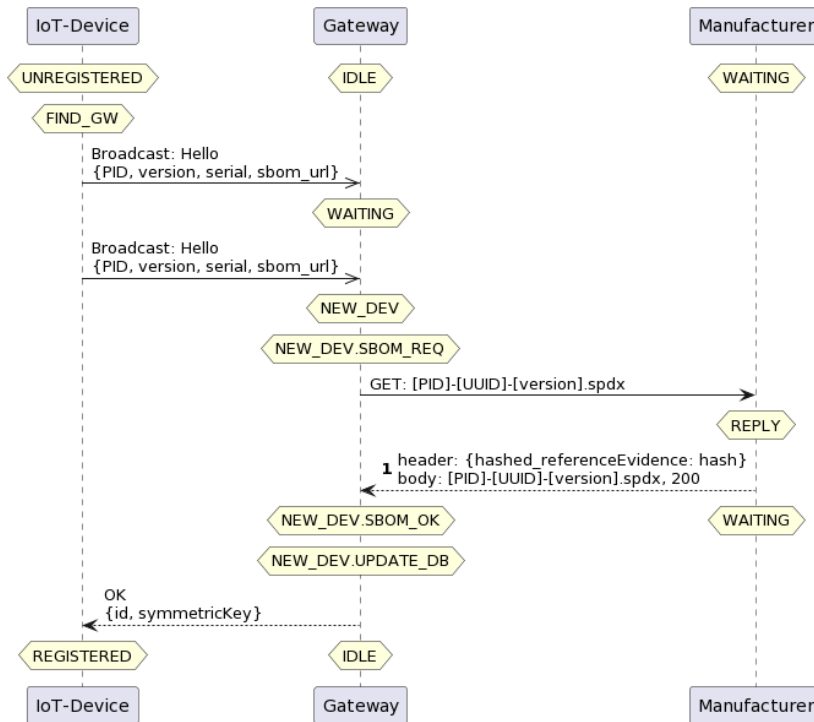 IoT-Device
Gateway
Manufacturer
UNREGISTERED
IDLE
WAITING
FIND_GW
Broadcast: Hello
{PID, version, serial, sbom_url}
WAITING
Broadcast: Hello
{PID, version, serial, sbom_url}
NEW_DEV
NEW_DEV.SBOM_REQ
GET: [PID]-[UUID]-[version].spdx
REPLY
1
header: {hashed_referenceEvidence: hash}
body: [PID]-[UUID]-[version].spdx, 200
NEW_DEV.SBOM_OK
WAITING
NEW_DEV.UPDATE_DB
OK
{id, symmetricKey}
REGISTERED
IDLE
IoT-Device
Gateway
Manufacturer